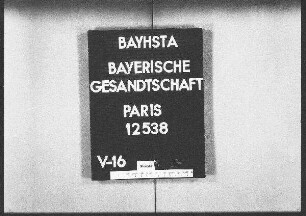 BAYHSTA
BAYERISCHE
GESANDTSCHAFT
PARIS
12538
V-16